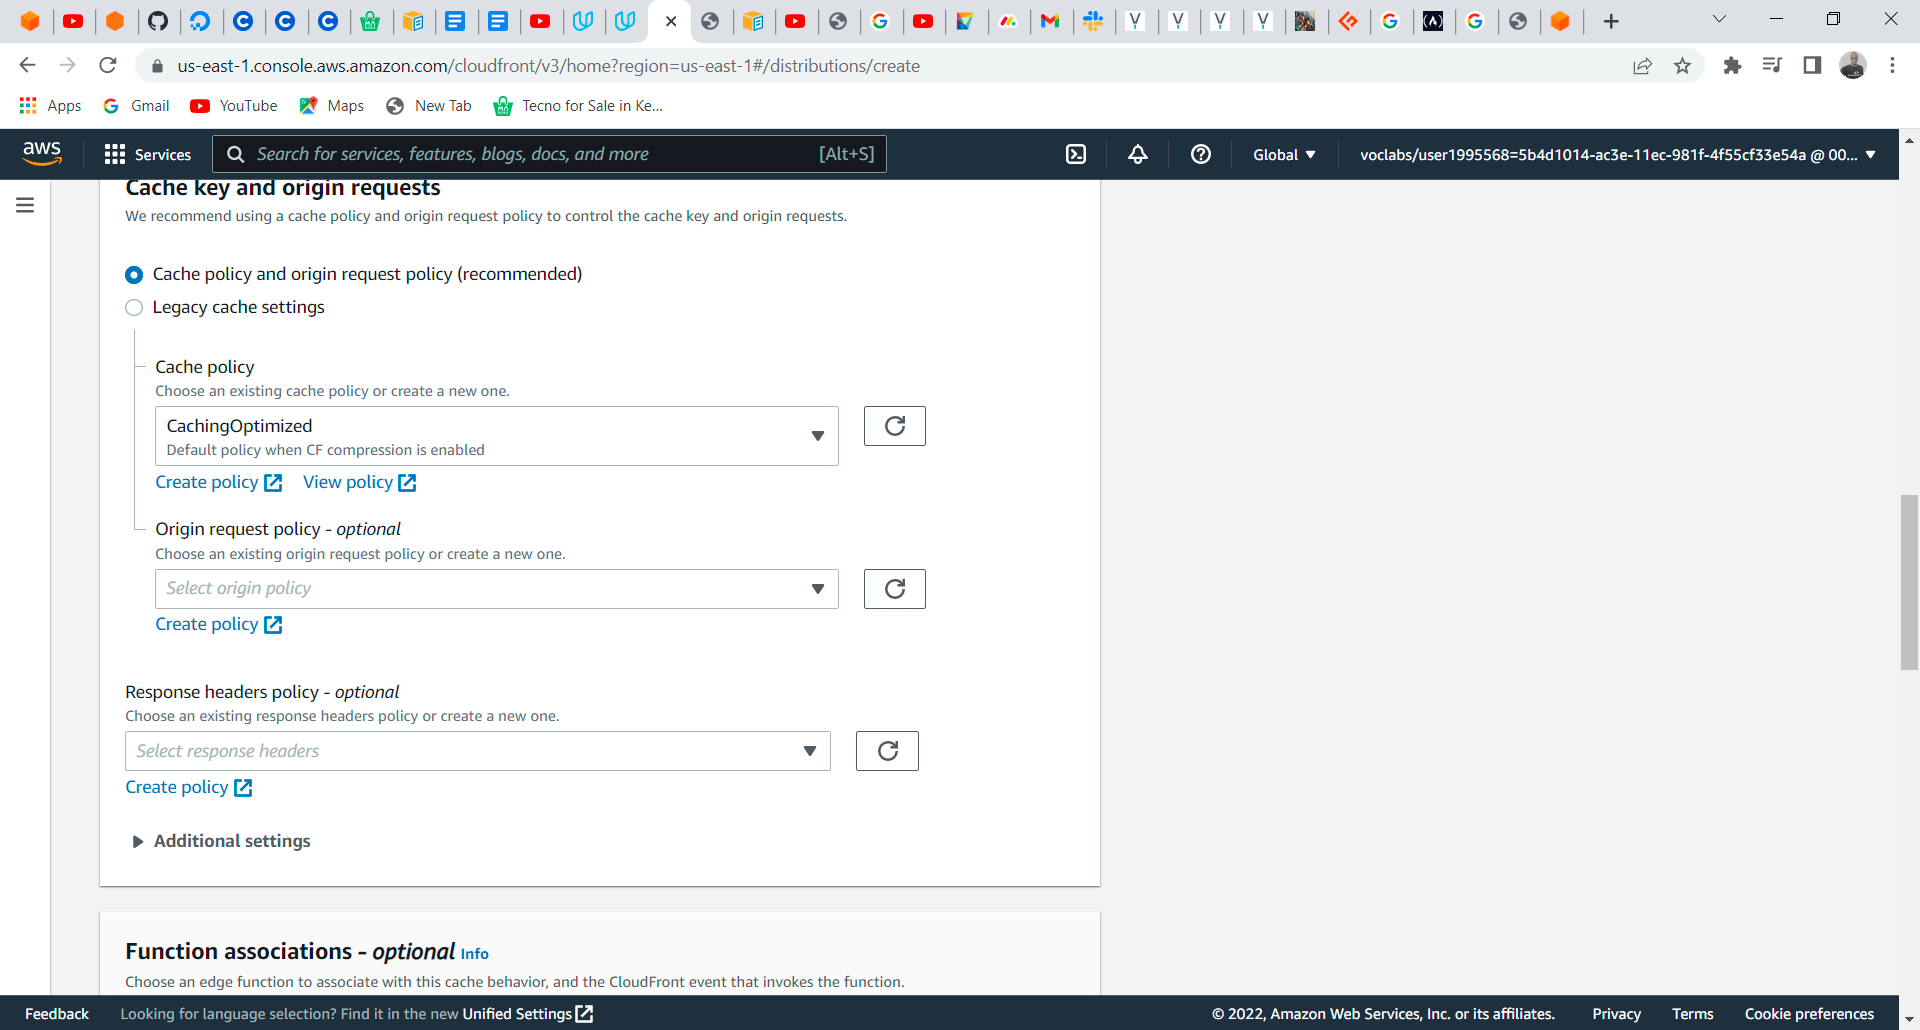 us-east-1.console.aws.amazon.com/cloudfront/v3/home?region=us-east-1#/distributions/create
Apps Gmail YouTube Maps New Tab Tecno for Sale in Ke...
aws Services Search for services, features, blogs, docs, and more [Alt+S] Global voclabs/user1995568=5b4d1014-ac3e-11ec-981f-4f55cf33e54a @ 00...
Cache key and origin requests
We recommend using a cache policy and origin request policy to control the cache key and origin requests.
Cache policy and origin request policy (recommended)
Legacy cache settings
Cache policy
Choose an existing cache policy or create a new one.
CachingOptimized
Default policy when CF compression is enabled
Create policy View policy
Origin request policy - optional
Choose an existing origin request policy or create a new one.
Select origin policy
Create policy
Response headers policy - optional
Choose an existing response headers policy or create a new one.
Select response headers
Create policy
Additional settings
Function associations - optional Info
Choose an edge function to associate with this cache behavior, and the CloudFront event that invokes the function.
Feedback Looking for language selection? Find it in the new Unified Settings © 2022, Amazon Web Services, Inc. or its affiliates. Privacy Terms Cookie preferences